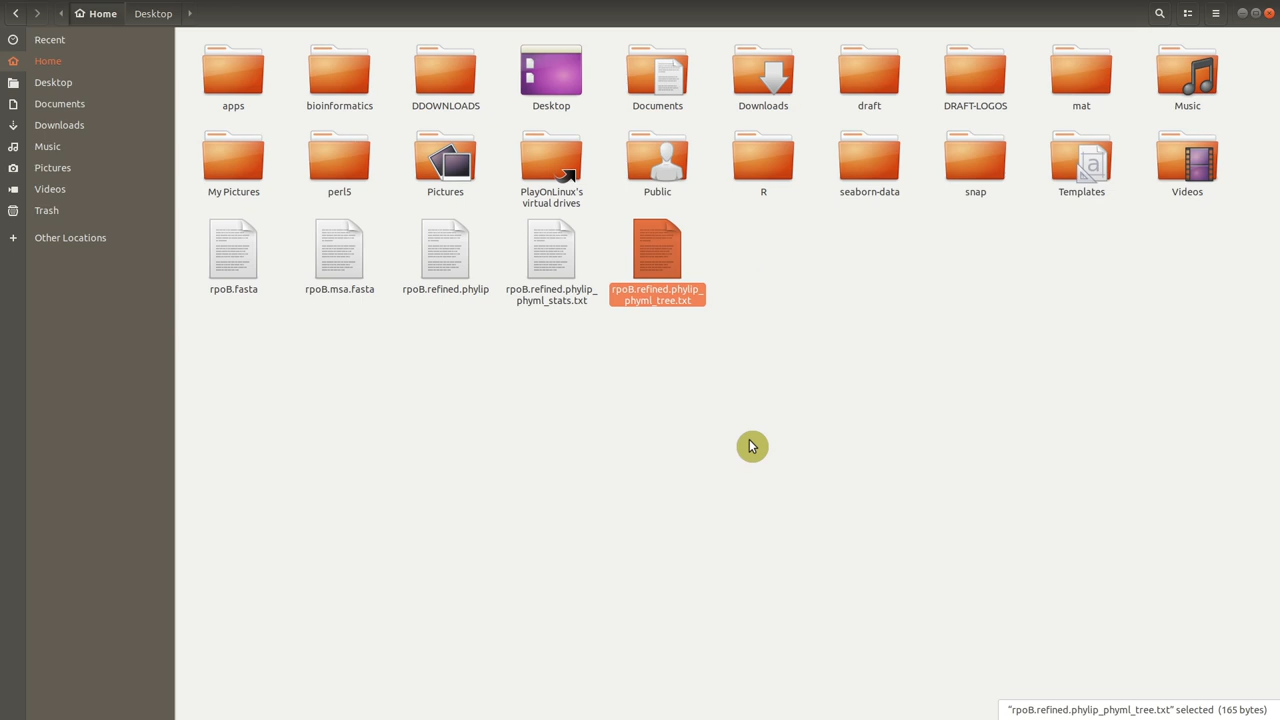 Home
Desktop
Recent
Home
Desktop
Documents
Downloads
Music
Pictures
Videos
Trash
Other Locations
apps
bioinformatics
DDOWNLOADS
Desktop
Documents
Downloads
draft
DRAFT-LOGOS
mat
Music
My Pictures
perl5
Pictures
PlayOnLinux's
virtual drives
Public
R
seaborn-data
snap
Templates
Videos
rpoB.fasta
rpoB.msa.fasta
rpoB.refined.phylip
rpoB.refined.phylip_
phyml_stats.txt
rpoB.refined.phylip_
phyml_tree.txt
"rpoB.refined.phylip_phyml_tree.txt" selected (165 bytes)